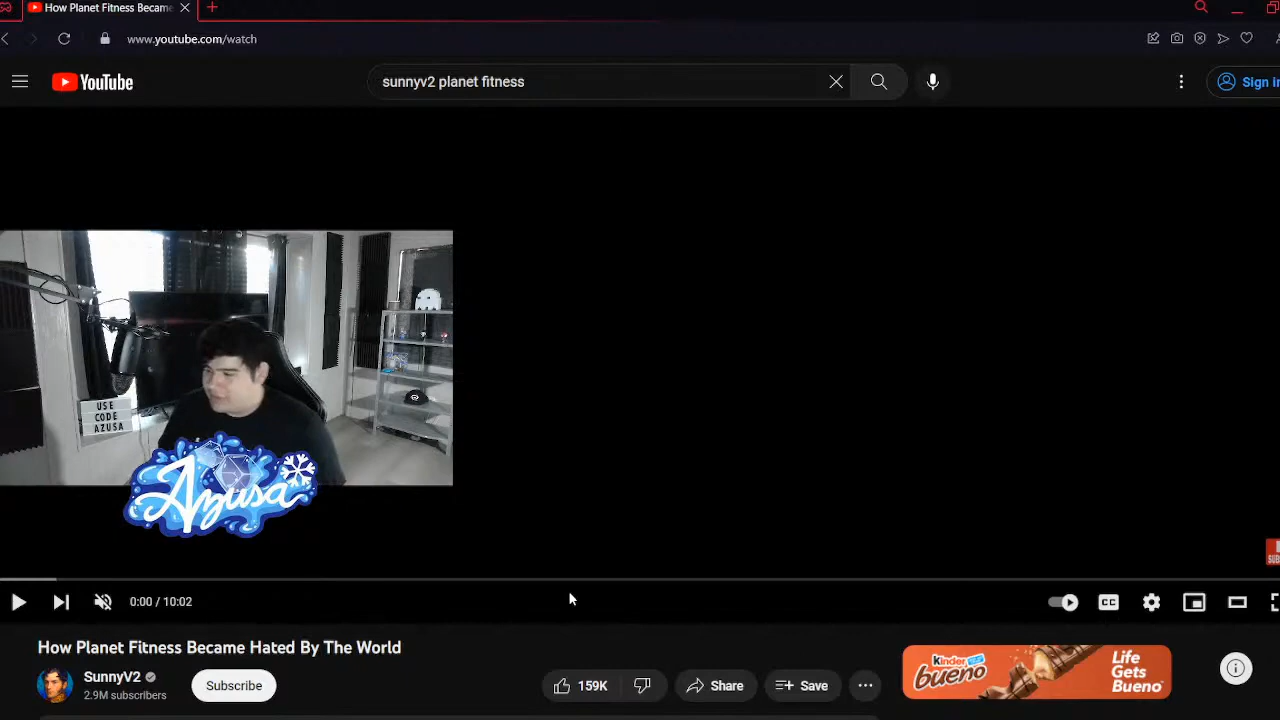 How Planet Fitness Became
www.youtube.com/watch
YouTube
sunnyv2 planet fitness
Sign in
USE
CODE
AZUSA
Azusa
0:00 / 10:02
CC
How Planet Fitness Became Hated By The World
SunnyV2
2.9M subscribers
Subscribe
159K
Share
Save
kinder
bueno
Life
Gets
Bueno